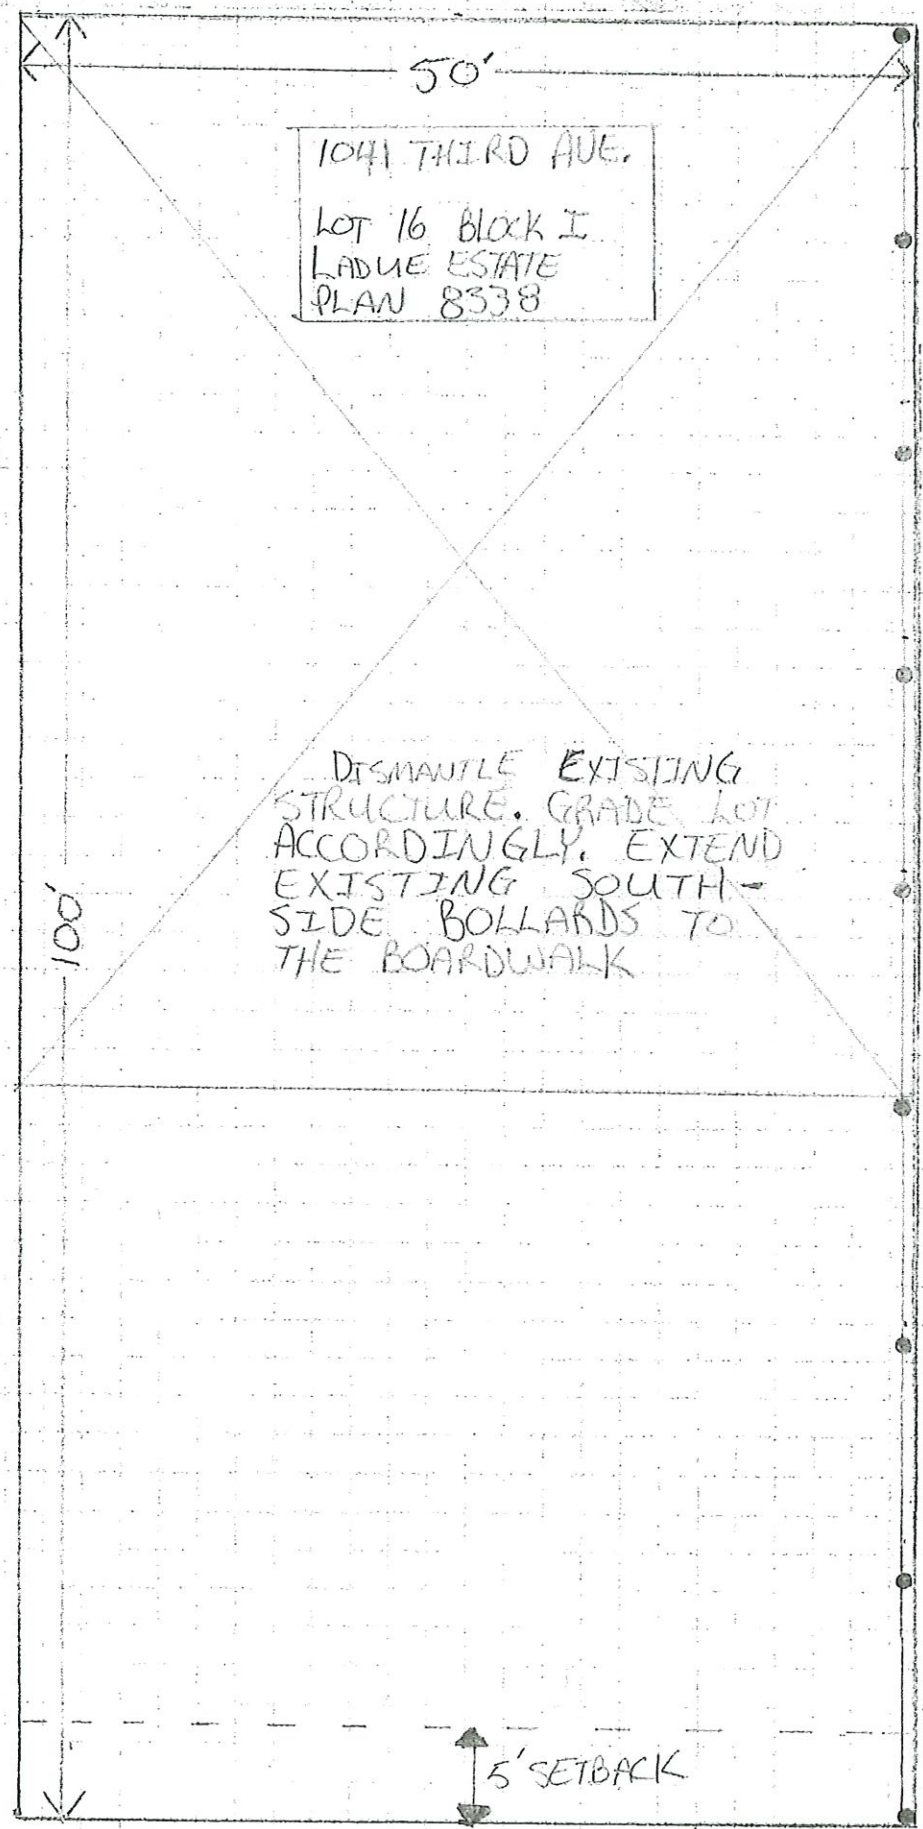 50'
1041 THIRD AVE.
LOT 16 BLOCK I
LADUE ESTATE
PLAN 8338
DISMANTLE EXISTING
STRUCTURE. GRADE LOT
ACCORDINGLY. EXTEND
EXISTING SOUTH-
SIDE BOLLARDS TO
THE BOARDWALK
100'
5' SETBACK